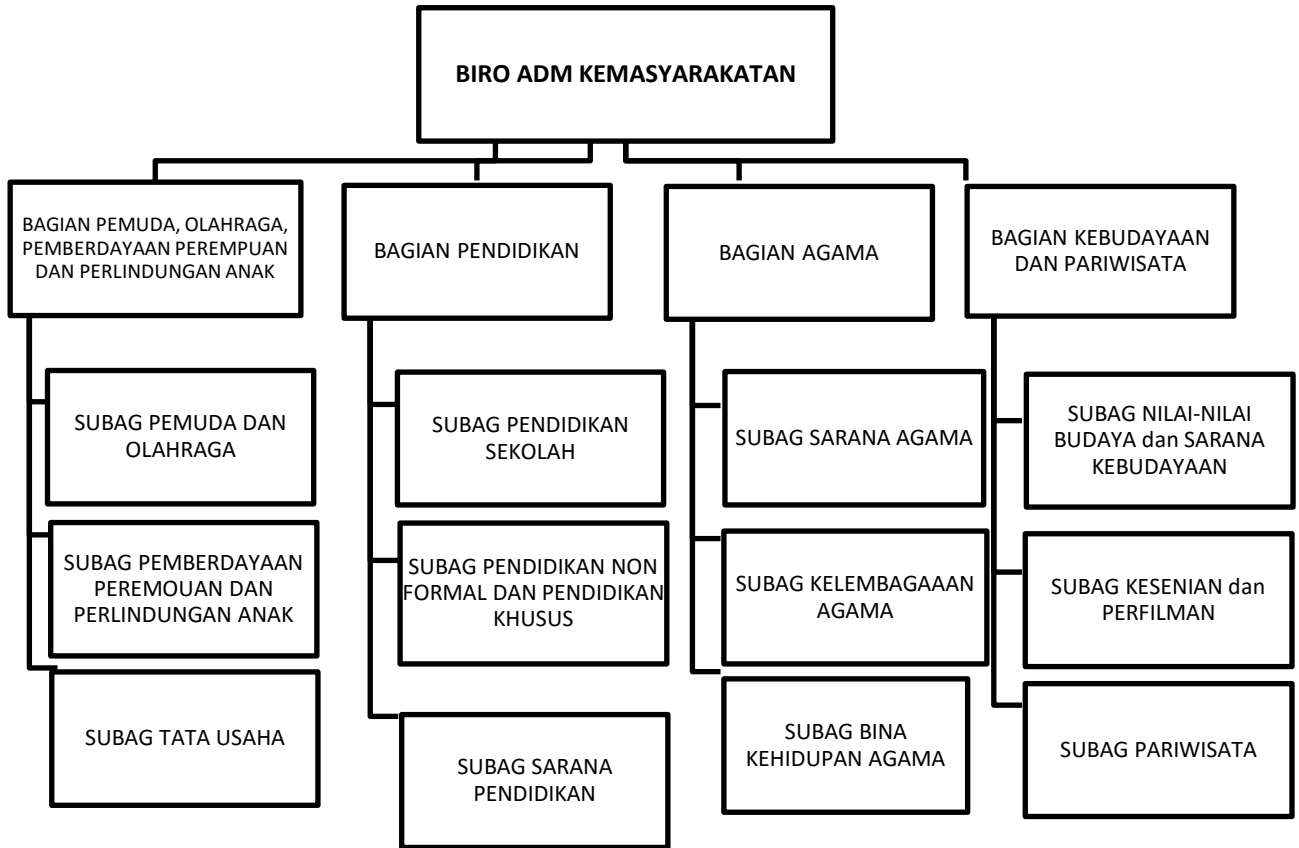 BIRO ADM KEMASYARAKATAN
BAGIAN PEMUDA, OLAHRAGA,
PEMBERDAYAAN PEREMPUAN
DAN PERLINDUNGAN ANAK
BAGIAN PENDIDIKAN
BAGIAN AGAMA
BAGIAN KEBUDAYAAN
DAN PARIWISATA
SUBAG PEMUDA DAN
OLAHRAGA
SUBAG PENDIDIKAN
SEKOLAH
SUBAG SARANA AGAMA
SUBAG NILAI-NILAI
BUDAYA dan SARANA
KEBUDAYAAN
SUBAG PEMBERDAYAAN
PEREMOUAN DAN
PERLINDUNGAN ANAK
SUBAG PENDIDIKAN NON
FORMAL DAN PENDIDIKAN
KHUSUS
SUBAG KELEMBAGAAAN
AGAMA
SUBAG KESENIAN dan
PERFILMAN
SUBAG TATA USAHA
SUBAG SARANA
PENDIDIKAN
SUBAG BINA
KEHIDUPAN AGAMA
SUBAG PARIWISATA